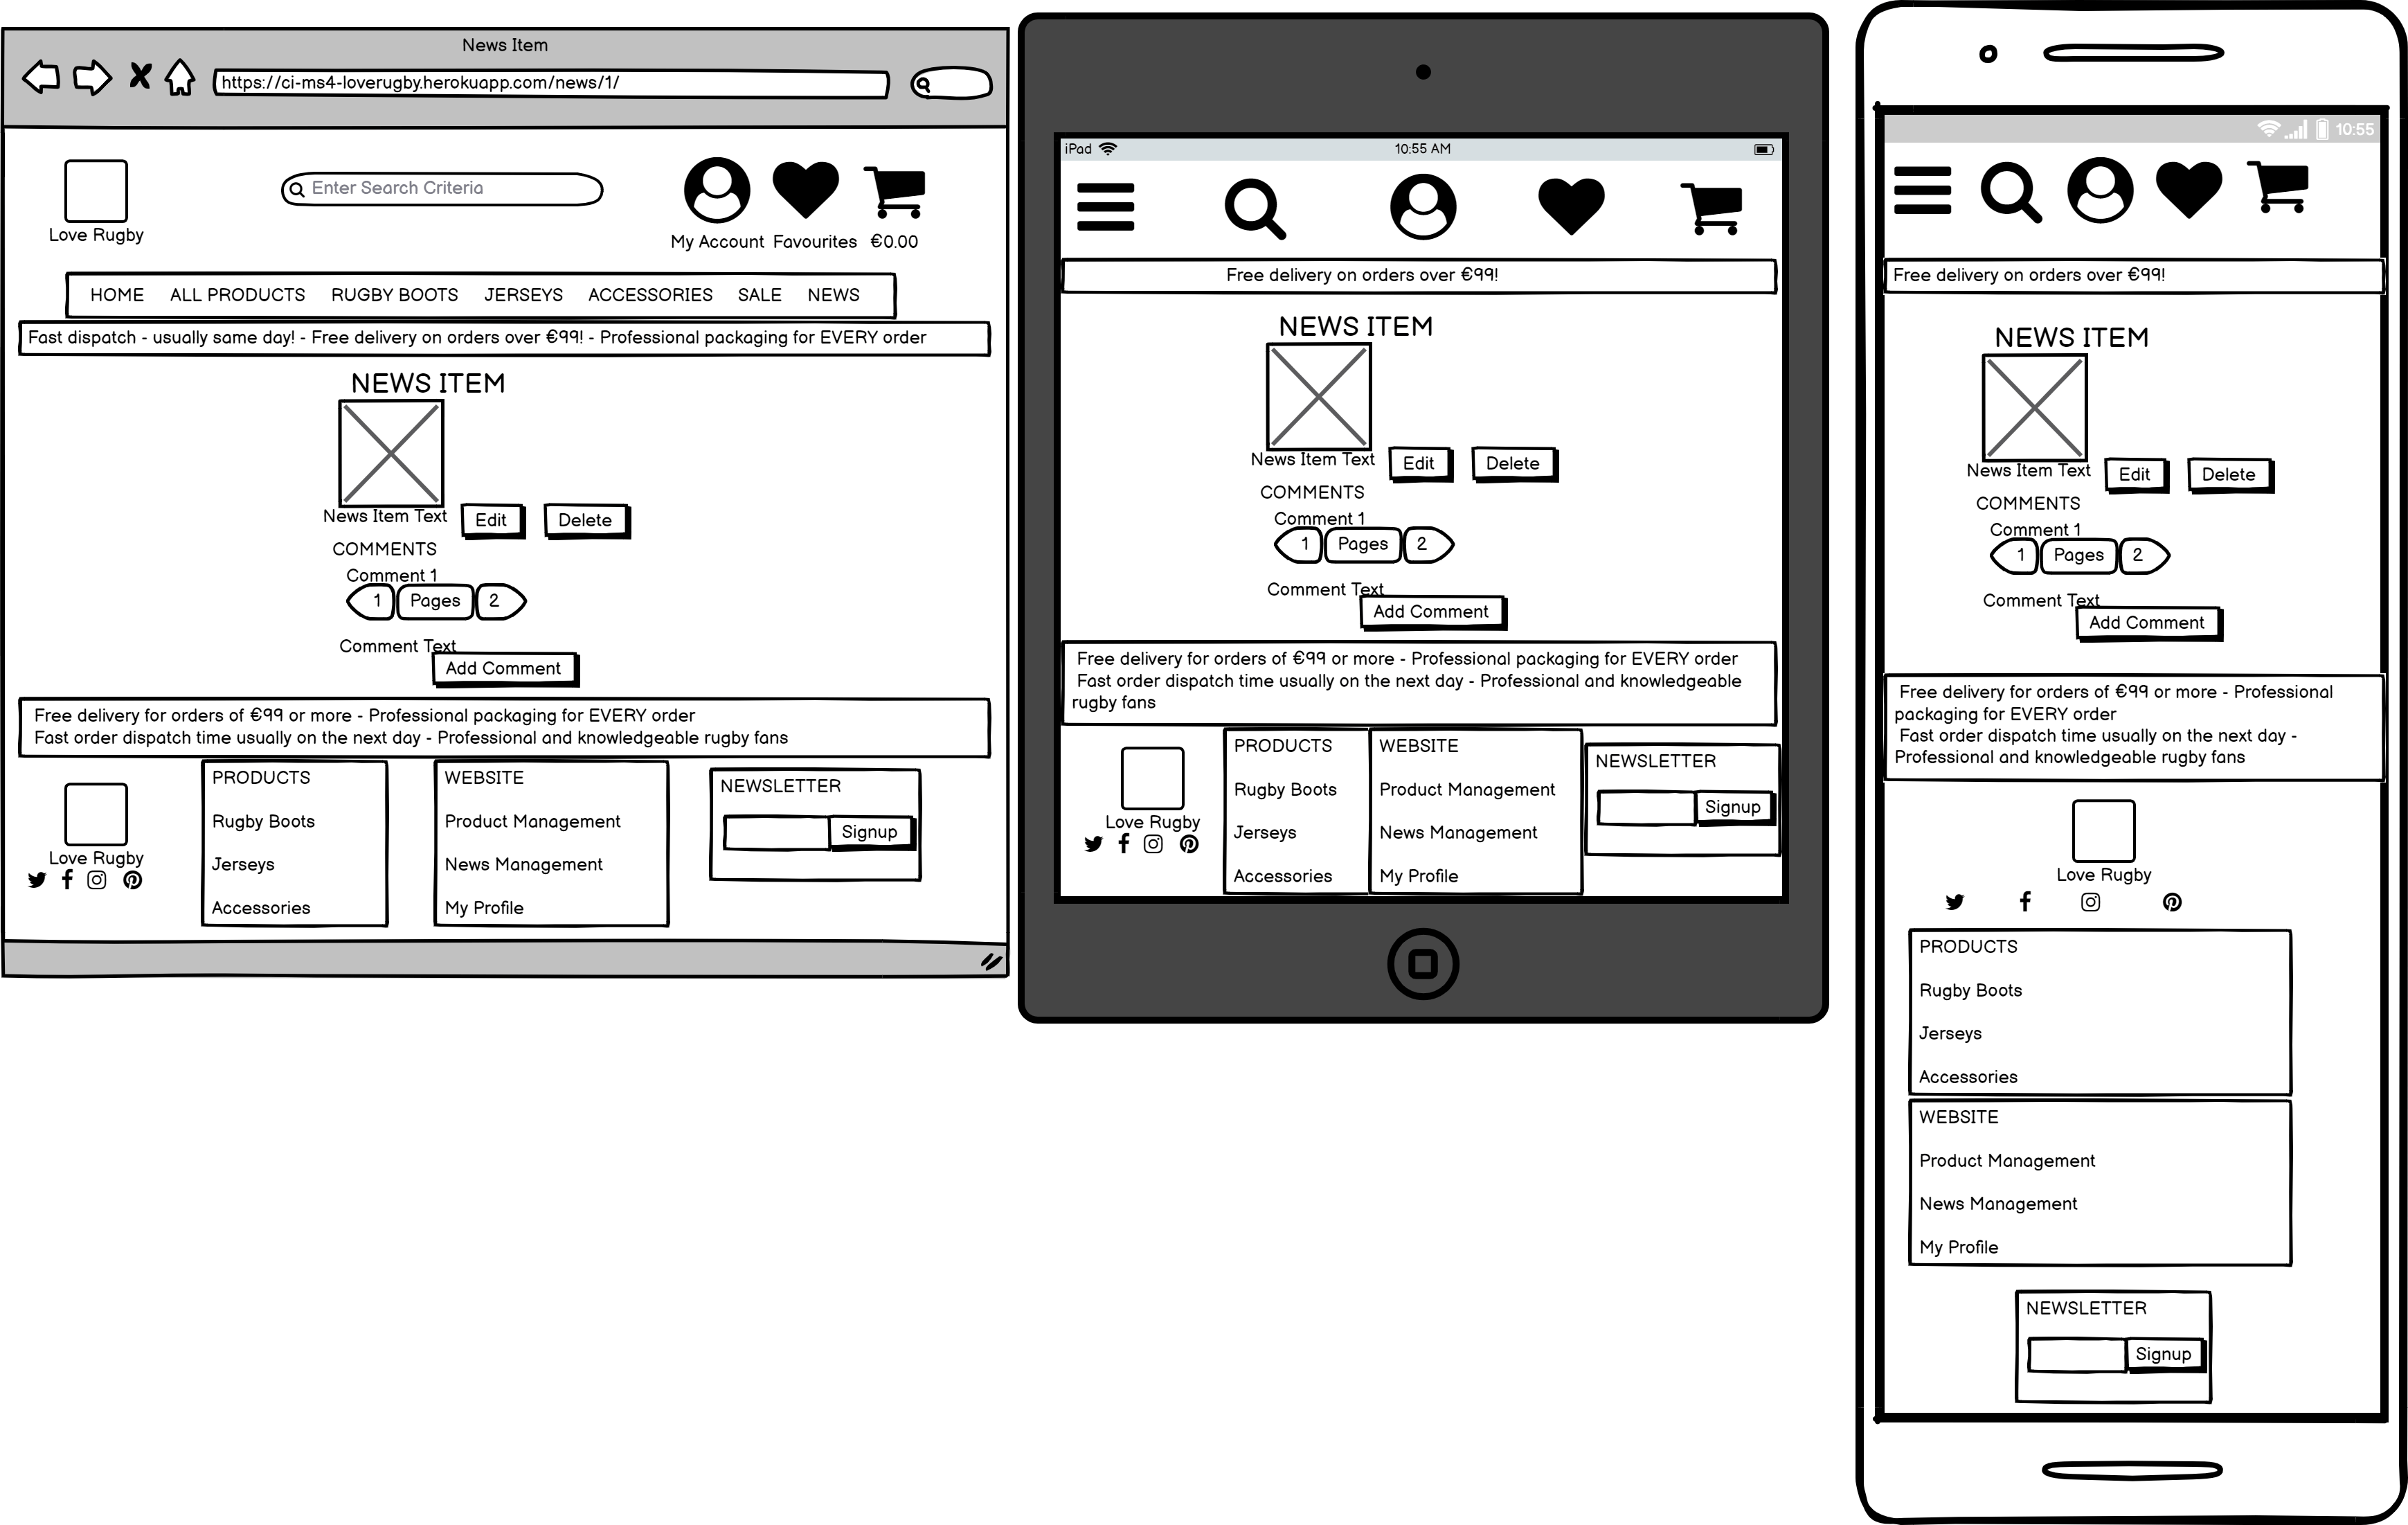 News Item
https://ci-ms4-loverugby.herokuapp.com/news/1/
Enter Search Criteria
Love Rugby
My Account Favourites €0.00
HOME ALL PRODUCTS RUGBY BOOTS JERSEYS ACCESSORIES SALE NEWS
Fast dispatch - usually same day! - Free delivery on orders over €99! - Professional packaging for EVERY order
NEWS ITEM
News Item Text
Edit
Delete
COMMENTS
Comment 1
1 Pages 2
Comment Text
Add Comment
Free delivery for orders of €99 or more - Professional packaging for EVERY order
Fast order dispatch time usually on the next day - Professional and knowledgeable rugby fans
Love Rugby
PRODUCTS
Rugby Boots
Jerseys
Accessories
WEBSITE
Product Management
News Management
My Profile
NEWSLETTER
Signup
iPad
10:55 AM
Free delivery on orders over €99!
NEWS ITEM
News Item Text
Edit
Delete
COMMENTS
Comment 1
1 Pages 2
Comment Text
Add Comment
Free delivery for orders of €99 or more - Professional packaging for EVERY order
Fast order dispatch time usually on the next day - Professional and knowledgeable
rugby fans
Love Rugby
PRODUCTS
Rugby Boots
Jerseys
Accessories
WEBSITE
Product Management
News Management
My Profile
NEWSLETTER
Signup
10:55
Free delivery on orders over €99!
NEWS ITEM
News Item Text
Edit
Delete
COMMENTS
Comment 1
1 Pages 2
Comment Text
Add Comment
Free delivery for orders of €99 or more - Professional
packaging for EVERY order
Fast order dispatch time usually on the next day -
Professional and knowledgeable rugby fans
Love Rugby
PRODUCTS
Rugby Boots
Jerseys
Accessories
WEBSITE
Product Management
News Management
My Profile
NEWSLETTER
Signup